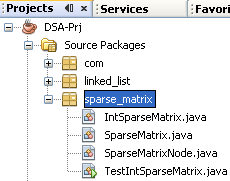 Projects Services Favori
DSA-Prj
Source Packages
com
linked_list
sparse_matrix
IntSparseMatrix.java
SparseMatrix.java
SparseMatrixNode.java
TestIntSparseMatrix.java